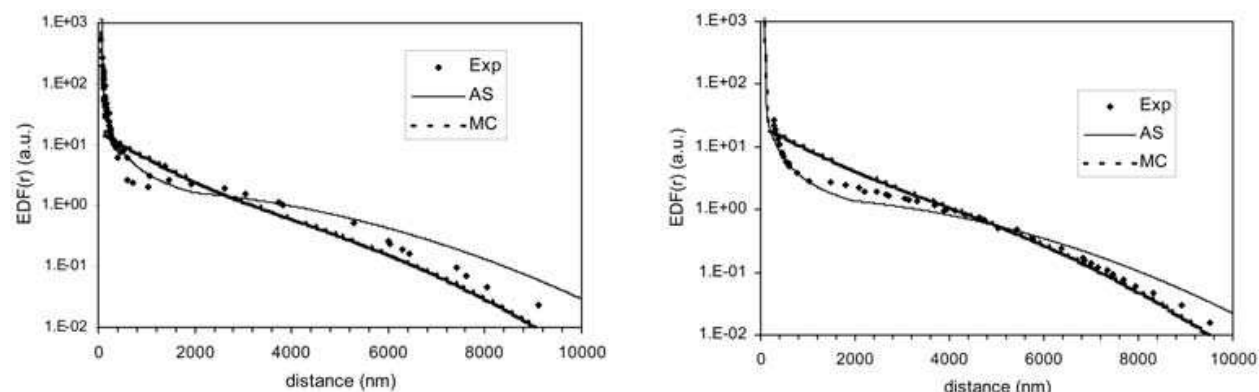 1.E+03
1.E+02
1.E+01
1.E+00
1.E-01
1.E-02
EDF(r) (a.u.)
Exp
AS
MC
0 2000 4000 6000 8000 10000
distance (nm)
1.E+03
1.E+02
1.E+01
1.E+00
1.E-01
1.E-02
EDF(r) (a.u.)
Exp
AS
MC
0 2000 4000 6000 8000 10000
distance (nm)